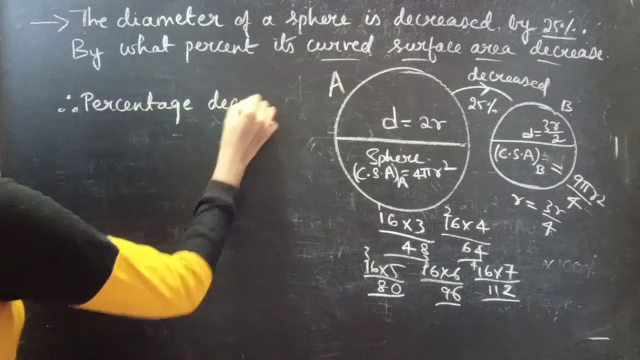 → The diameter of a sphere is decreased by 25%.
By what percent its curved surface area decrease.
∴ Percentage dec
A
d = 2r
Sphere
(C.S.A)A = 4πr²
decreased
25%
B
d = 3r/2
(C.S.A)B = 9πr²/4
r = 3r/4
16×3
48
16×4
64
16×5
80
16×6
96
16×7
112